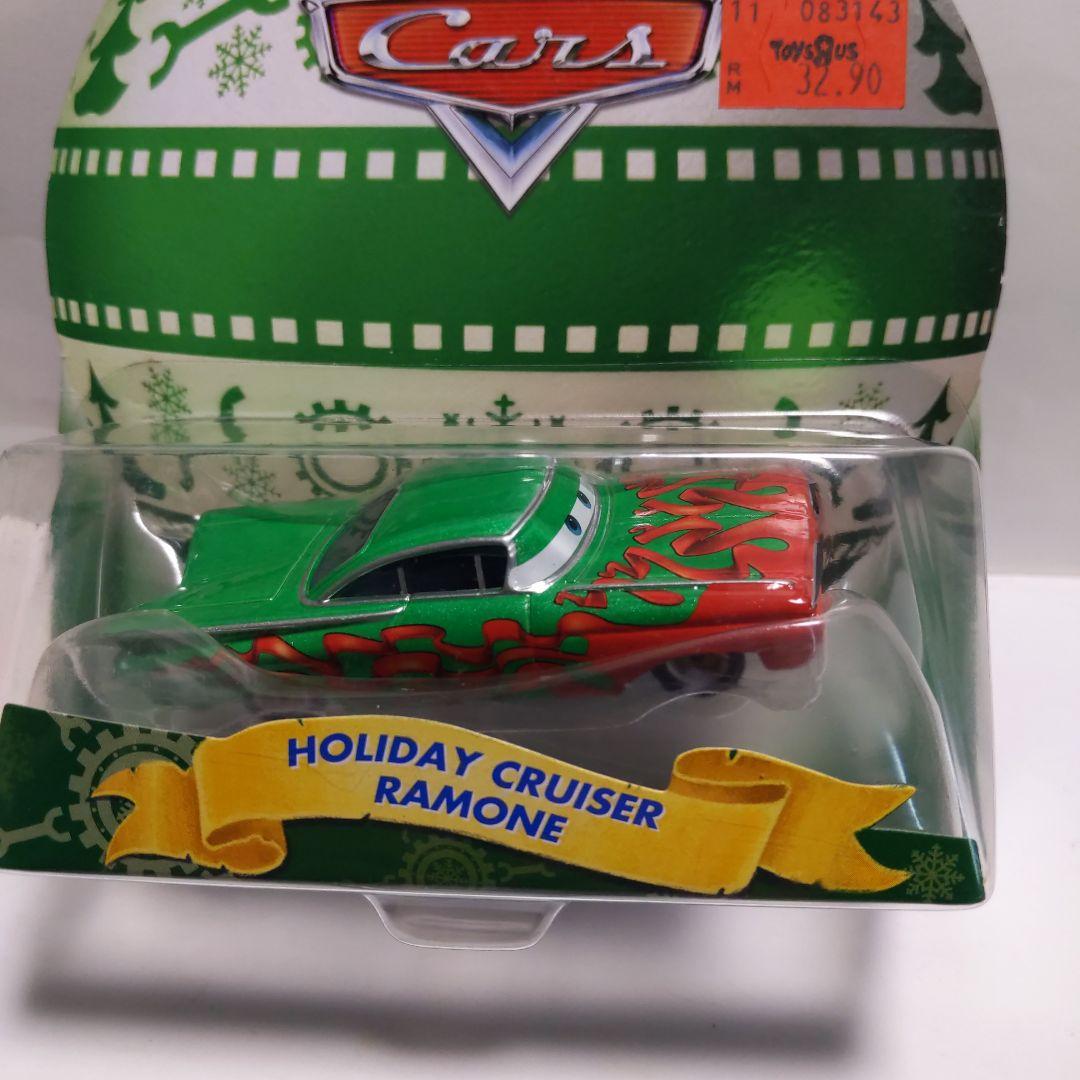 Cars
11 083143
TOYS R US
RM 32.90
HOLIDAY CRUISER
RAMONE